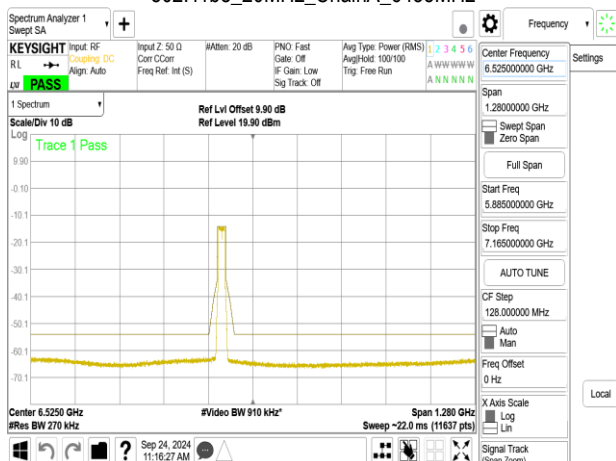 Spectrum Analyzer 1
Swept SA
+
Frequency
KEYSIGHT
RL
Input: RF
Coupling: DC
Align: Auto
Input Z: 50 Ω
Corr CCorr
Freq Ref: Int (S)
#Atten: 20 dB
PNO: Fast
Gate: Off
IF Gain: Low
Sig Track: Off
Avg Type: Power (RMS)
Avg|Hold: 100/100
Trig: Free Run
1 2 3 4 5 6
A W W W W W
A N N N N N
PASS
1 Spectrum
Scale/Div 10 dB
Ref Lvl Offset 9.90 dB
Ref Level 19.90 dBm
Log
Trace 1 Pass
9.90
-0.10
-10.1
-20.1
-30.1
-40.1
-50.1
-60.1
-70.1
Center 6.5250 GHz
#Video BW 910 kHz*
Span 1.280 GHz
#Res BW 270 kHz
Sweep ~22.0 ms (11637 pts)
Sep 24, 2024
11:16:27 AM
?
Center Frequency
6.525000000 GHz
Settings
Span
1.28000000 GHz
Swept Span
Zero Span
Full Span
Start Freq
5.885000000 GHz
Stop Freq
7.165000000 GHz
AUTO TUNE
CF Step
128.000000 MHz
Auto
Man
Freq Offset
0 Hz
X Axis Scale
Log
Lin
Local
Signal Track
(Span Zoom)